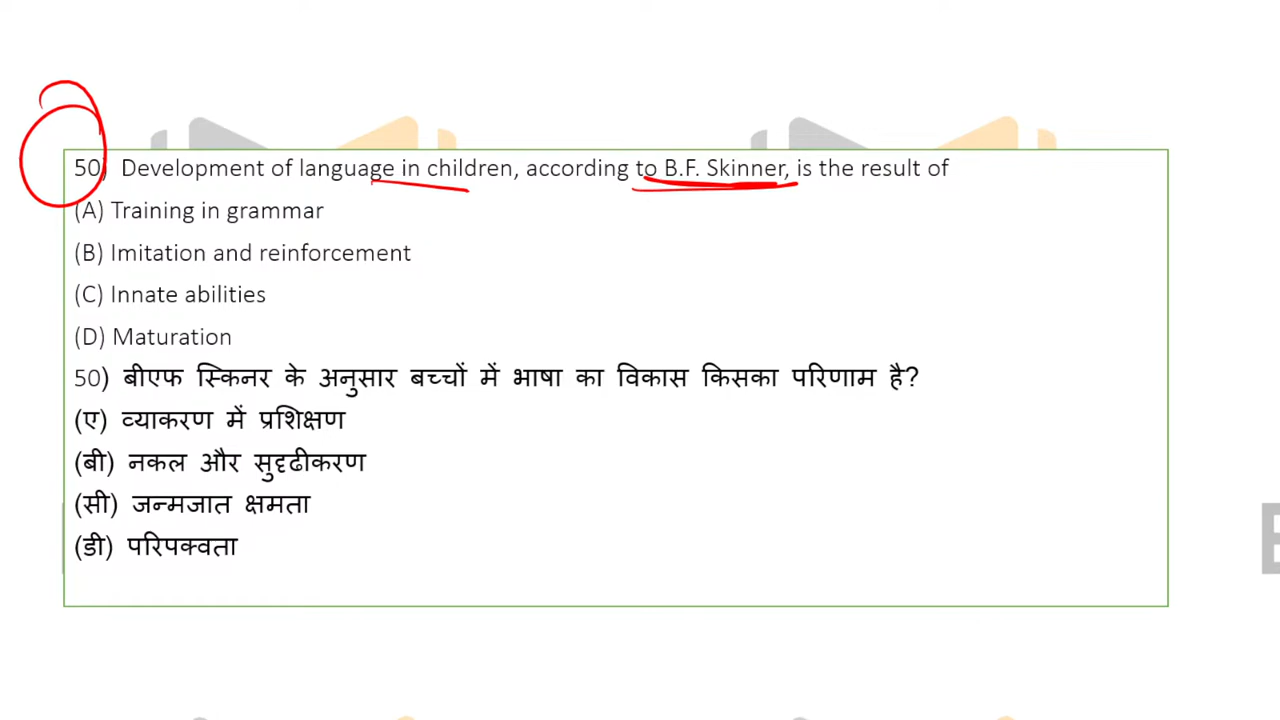 50) Development of language in children, according to B.F. Skinner, is the result of
(A) Training in grammar
(B) Imitation and reinforcement
(C) Innate abilities
(D) Maturation
50) बीएफ स्किनर के अनुसार बच्चों में भाषा का विकास किसका परिणाम है?
(ए) व्याकरण में प्रशिक्षण
(बी) नकल और सुदृढीकरण
(सी) जन्मजात क्षमता
(डी) परिपक्वता